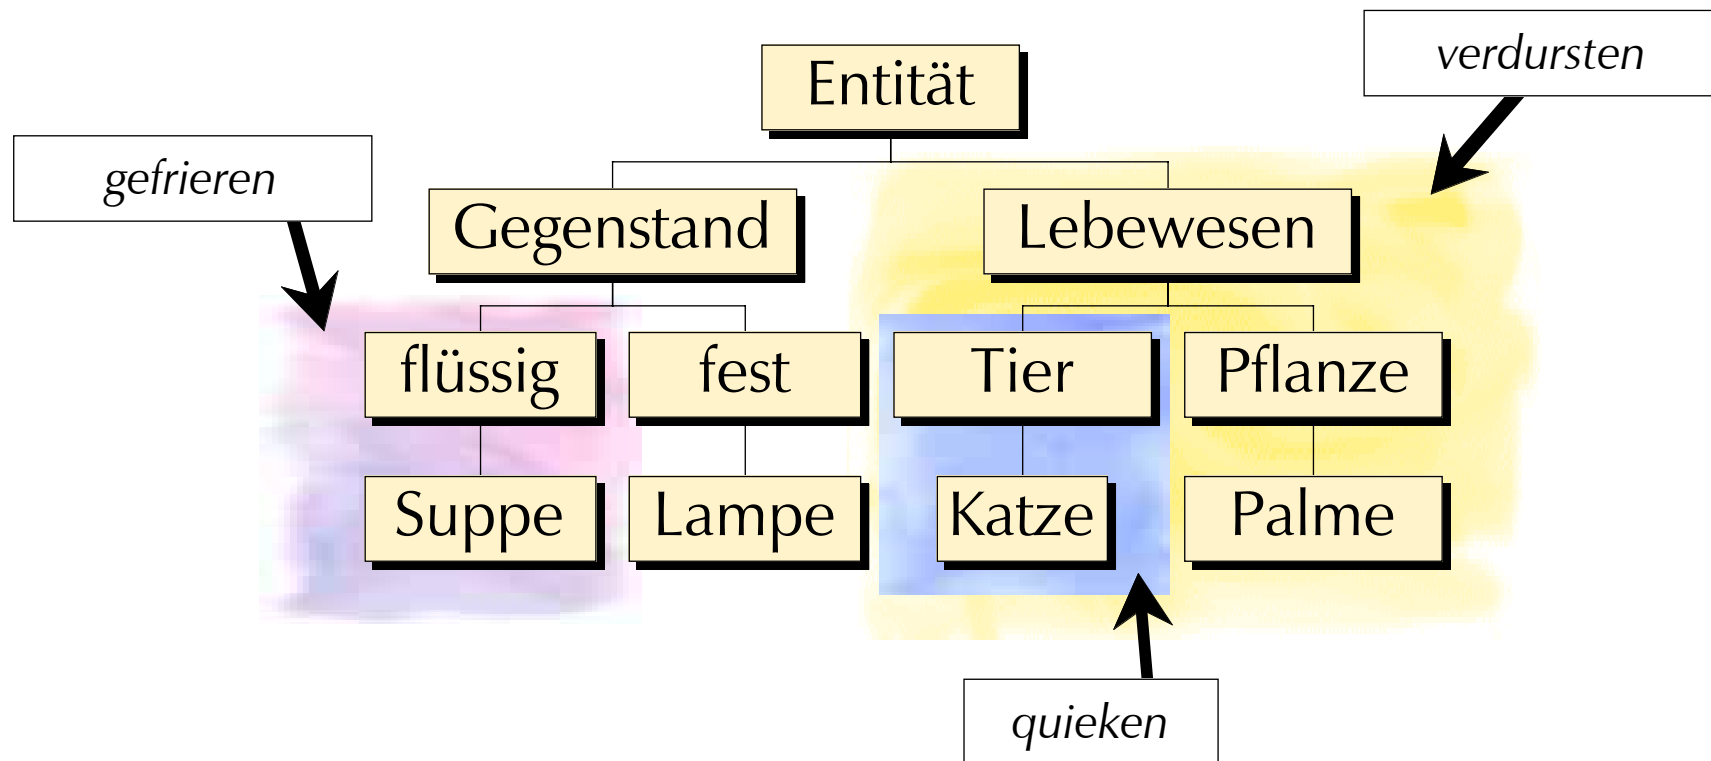 verdursten
Entität
gefrieren
Gegenstand
Lebewesen
flüssig
fest
Tier
Pflanze
Suppe
Lampe
Katze
Palme
quieken